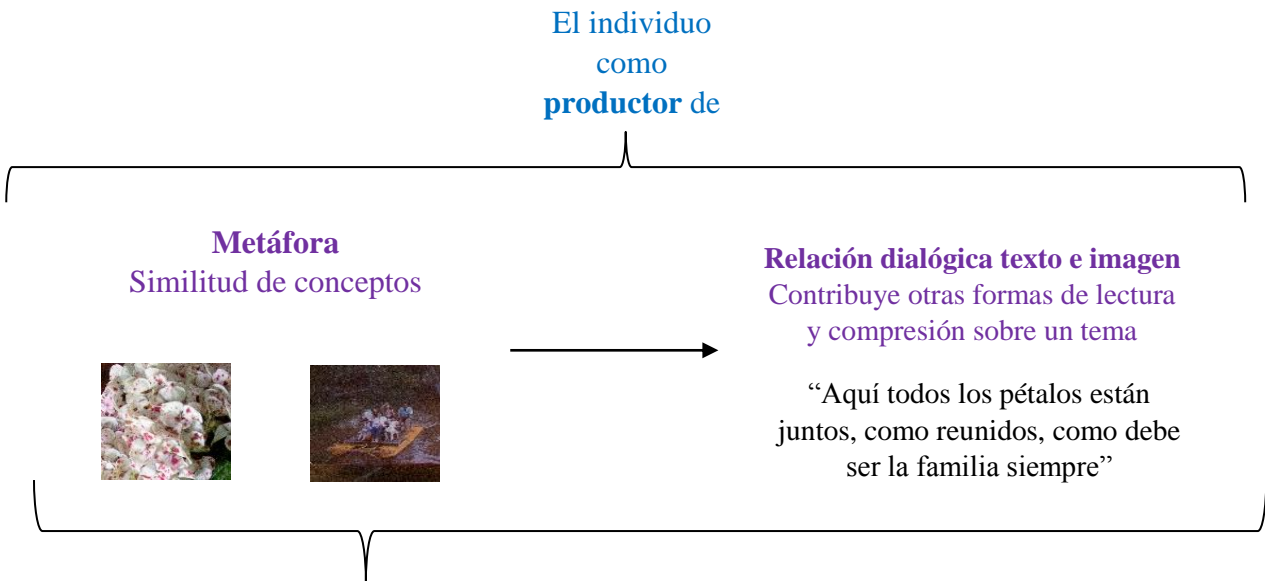 El individuo
como
productor de
Metáfora
Similitud de conceptos
Relación dialógica texto e imagen
Contribuye otras formas de lectura
y compresión sobre un tema
“Aquí todos los pétalos están
juntos, como reunidos, como debe
ser la familia siempre”